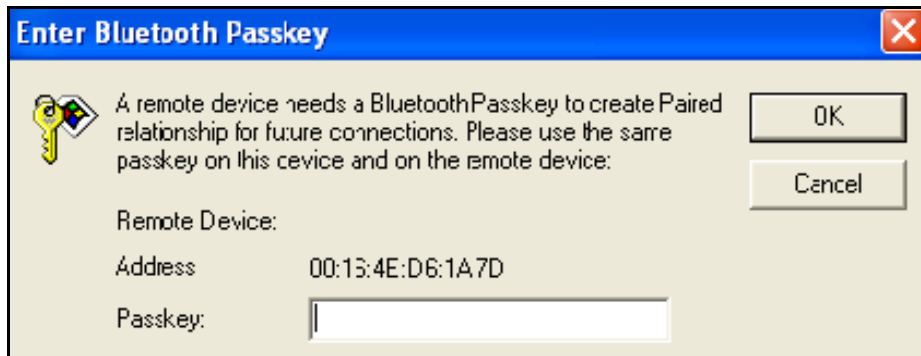 Enter Bluetooth Passkey
A remote device needs a Bluetooth Passkey to create Paired
relationship for future connections. Please use the same
passkey on this device and on the remote device:
OK
Cancel
Remote Device:
Address 00:16:4E:D6:1A7D
Passkey: